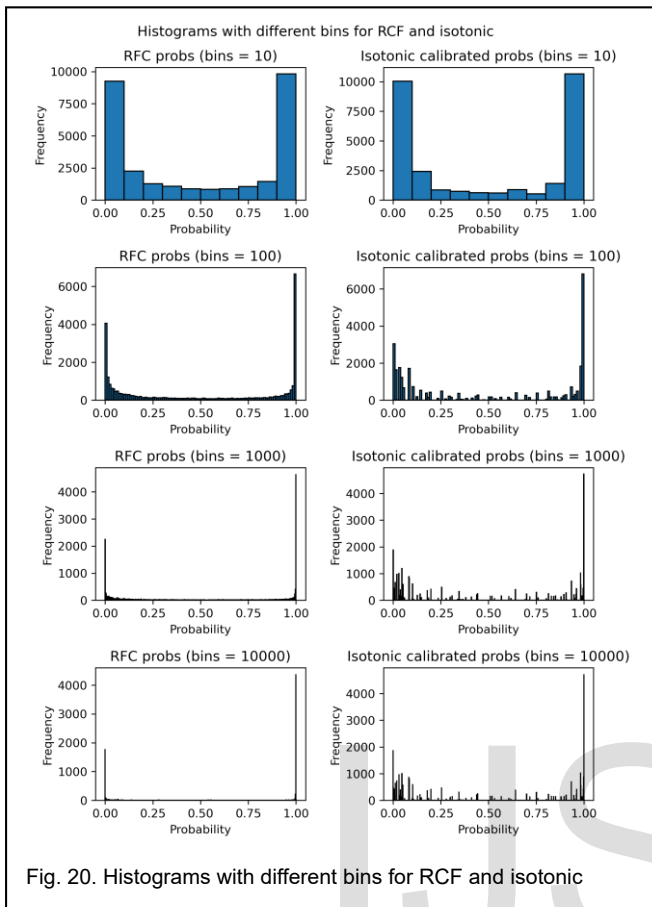 Histograms with different bins for RCF and isotonic
RFC probs (bins = 10)
Isotonic calibrated probs (bins = 10)
10000
7500
5000
2500
0
Frequency
0.00 0.25 0.50 0.75 1.00
Probability
10000
7500
5000
2500
0
Frequency
0.00 0.25 0.50 0.75 1.00
Probability
RFC probs (bins = 100)
Isotonic calibrated probs (bins = 100)
6000
4000
2000
0
Frequency
0.00 0.25 0.50 0.75 1.00
Probability
6000
4000
2000
0
Frequency
0.00 0.25 0.50 0.75 1.00
Probability
RFC probs (bins = 1000)
Isotonic calibrated probs (bins = 1000)
4000
3000
2000
1000
0
Frequency
0.00 0.25 0.50 0.75 1.00
Probability
4000
3000
2000
1000
0
Frequency
0.00 0.25 0.50 0.75 1.00
Probability
RFC probs (bins = 10000)
Isotonic calibrated probs (bins = 10000)
4000
3000
2000
1000
0
Frequency
0.00 0.25 0.50 0.75 1.00
Probability
4000
3000
2000
1000
0
Frequency
0.00 0.25 0.50 0.75 1.00
Probability
IJS
Fig. 20. Histograms with different bins for RCF and isotonic